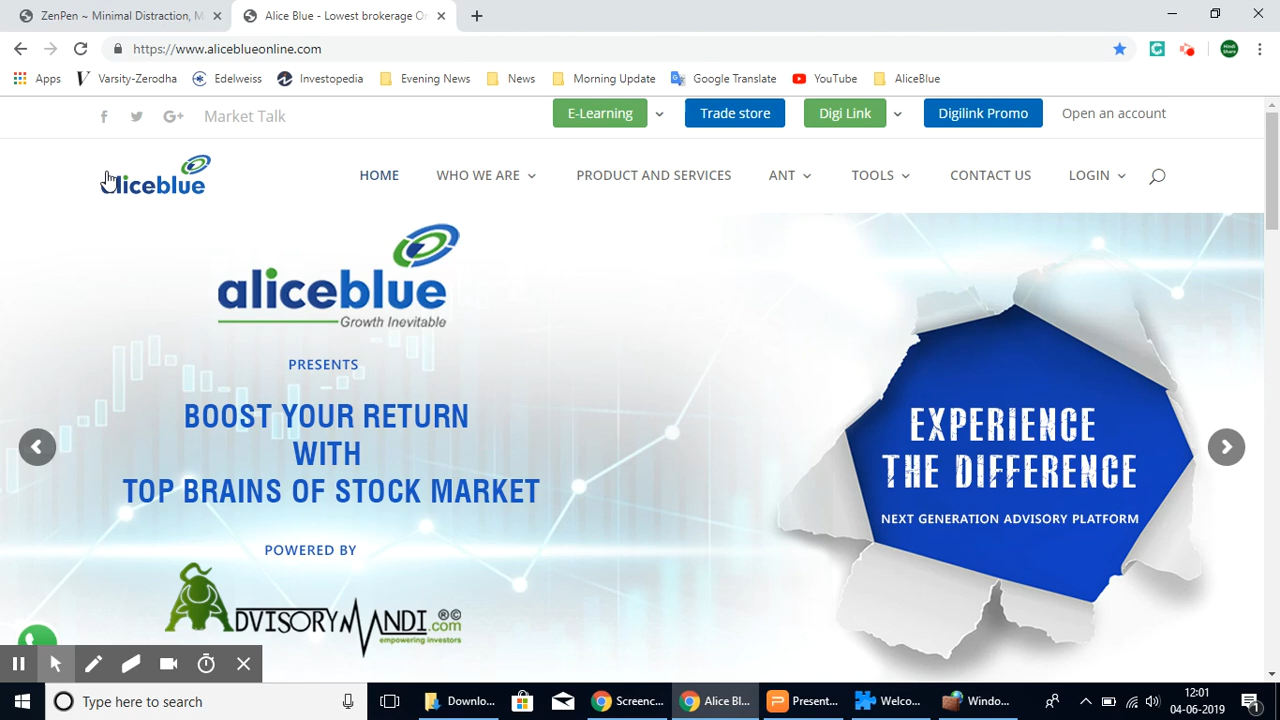 ZenPen ~ Minimal Distraction, M
Alice Blue - Lowest brokerage On
https://www.aliceblueonline.com
Apps
Varsity-Zerodha
Edelweiss
Investopedia
Evening News
News
Morning Update
Google Translate
YouTube
AliceBlue
Market Talk
E-Learning
Trade store
Digi Link
Digilink Promo
Open an account
aliceblue
HOME
WHO WE ARE
PRODUCT AND SERVICES
ANT
TOOLS
CONTACT US
LOGIN
aliceblue
Growth Inevitable
PRESENTS
BOOST YOUR RETURN
WITH
TOP BRAINS OF STOCK MARKET
POWERED BY
ADVISORYMANDI.com ®©
empowering investors
EXPERIENCE
THE DIFFERENCE
NEXT GENERATION ADVISORY PLATFORM
Type here to search
Downlo...
Screenc...
Alice Bl...
Present...
Welco...
Windo...
12:01
04-06-2019
1